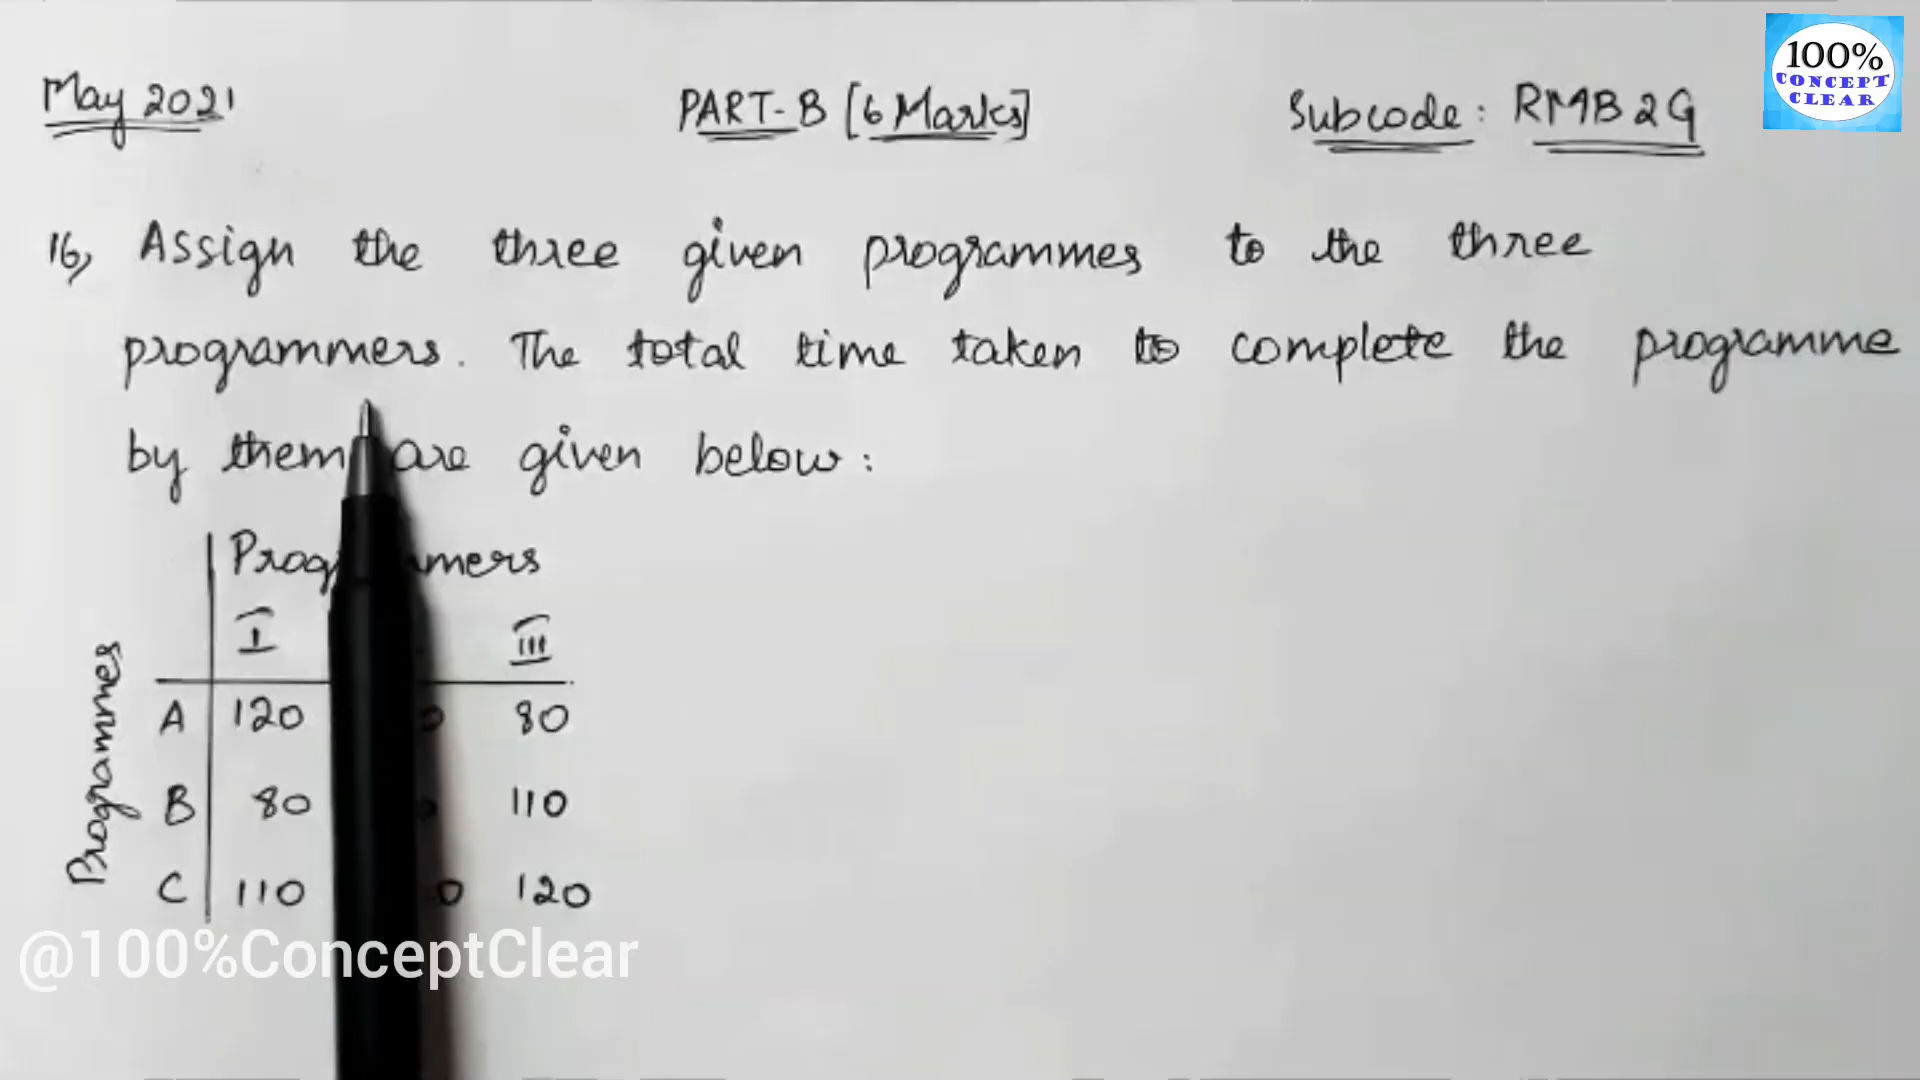 May 2021 PART-B [6 Marks] Subcode: RMB2G
100%
CONCEPT
CLEAR
16, Assign the three given programmes to the three
programmers. The total time taken to complete the programme
by them are given below:
I III
Programmes
A 120 80
B 80 110
C 110 120
@100%ConceptClear